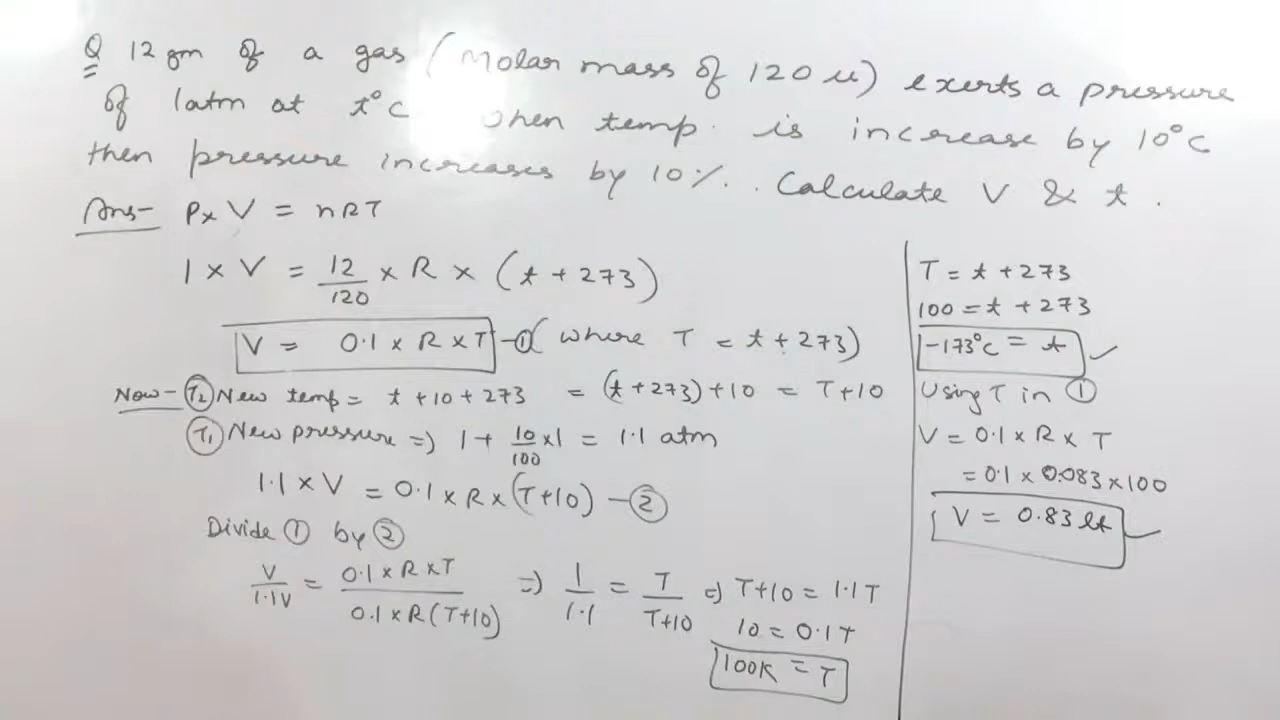 Q 12 gm of a gas (Molar mass of 120 u) exerts a pressure
of 1atm at t°C When temp. is increase by 10°C
then pressure increases by 10%. Calculate V & t.
Ans- P x V = nRT
1 x V = 12/120 x R x (t + 273)
V = 0.1 x R x T -① (where T = t + 273)
Now- T₂ New temp = t + 10 + 273 = (t + 273) + 10 = T + 10
T₁ New pressure => 1 + 10/100 x 1 = 1.1 atm
1.1 x V = 0.1 x R x (T + 10) -②
Divide ① by ②
V/1.1V = 0.1 x R x T / 0.1 x R (T + 10) => 1/1.1 = T/T+10 => T + 10 = 1.1T
10 = 0.1T
100K = T
T = t + 273
100 = t + 273
-173°C = t ✓
Using T in ①
V = 0.1 x R x T
= 0.1 x 0.083 x 100
V = 0.83 lt ✓